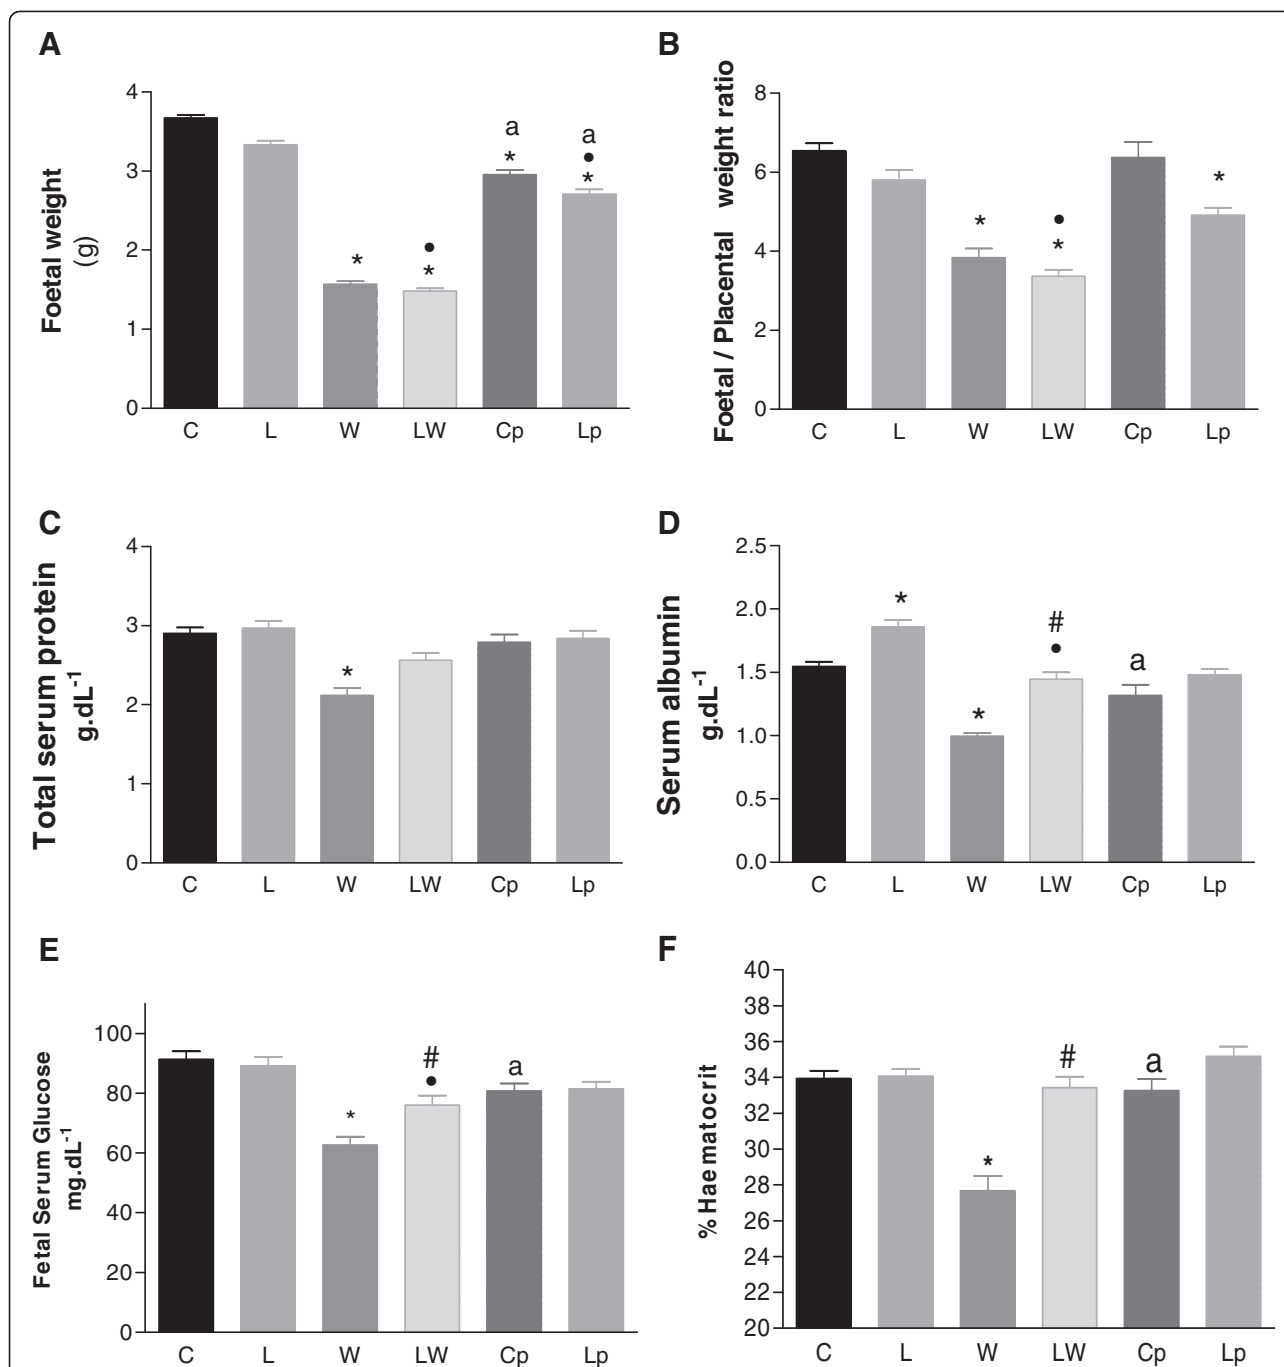 A
Foetal weight
(g)
4
3
2
1
0
*
•
*
a
*
a
•
*
C L W LW Cp Lp
B
Foetal / Placental weight ratio
8
6
4
2
0
*
•
*
*
C L W LW Cp Lp
C
Total serum protein
g.dL-1
4
3
2
1
0
*
C L W LW Cp Lp
D
Serum albumin
g.dL-1
2.5
2.0
1.5
1.0
0.5
0.0
*
*
#
•
a
C L W LW Cp Lp
E
Fetal Serum Glucose
mg.dL-1
100
80
60
40
20
0
*
#
•
a
C L W LW Cp Lp
F
% Haematocrit
40
38
36
34
32
30
28
26
24
22
20
*
#
a
C L W LW Cp Lp